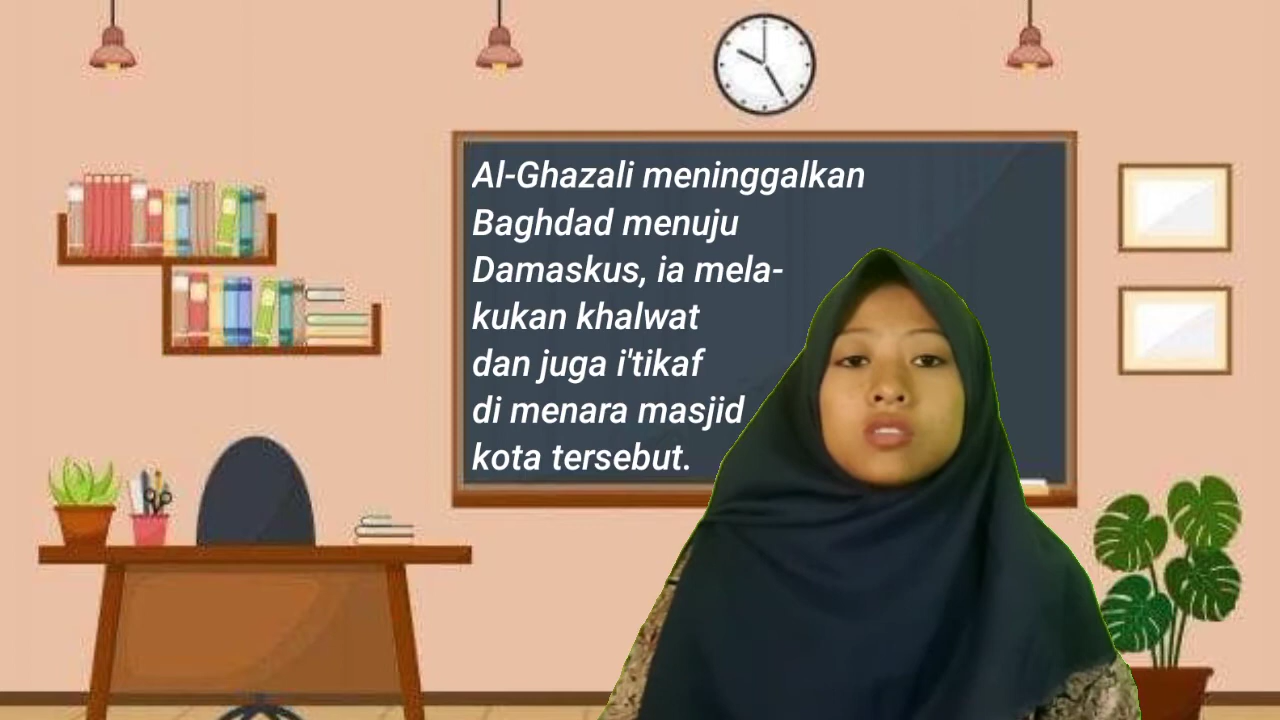 Al-Ghazali meninggalkan
Baghdad menuju
Damaskus, ia mela-
kukan khalwat
dan juga i'tikaf
di menara masjid
kota tersebut.